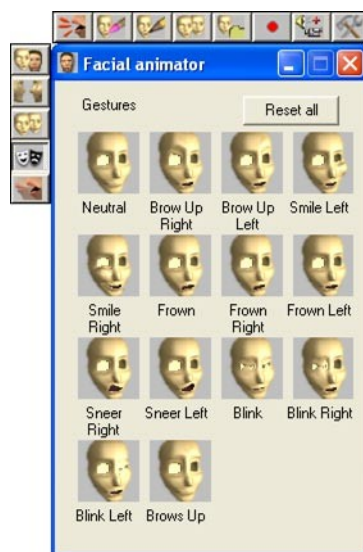 Facial animator
Gestures
Reset all
Neutral
Brow Up Right
Brow Up Left
Smile Left
Smile Right
Frown
Frown Right
Frown Left
Sneer Right
Sneer Left
Blink
Blink Right
Blink Left
Brows Up